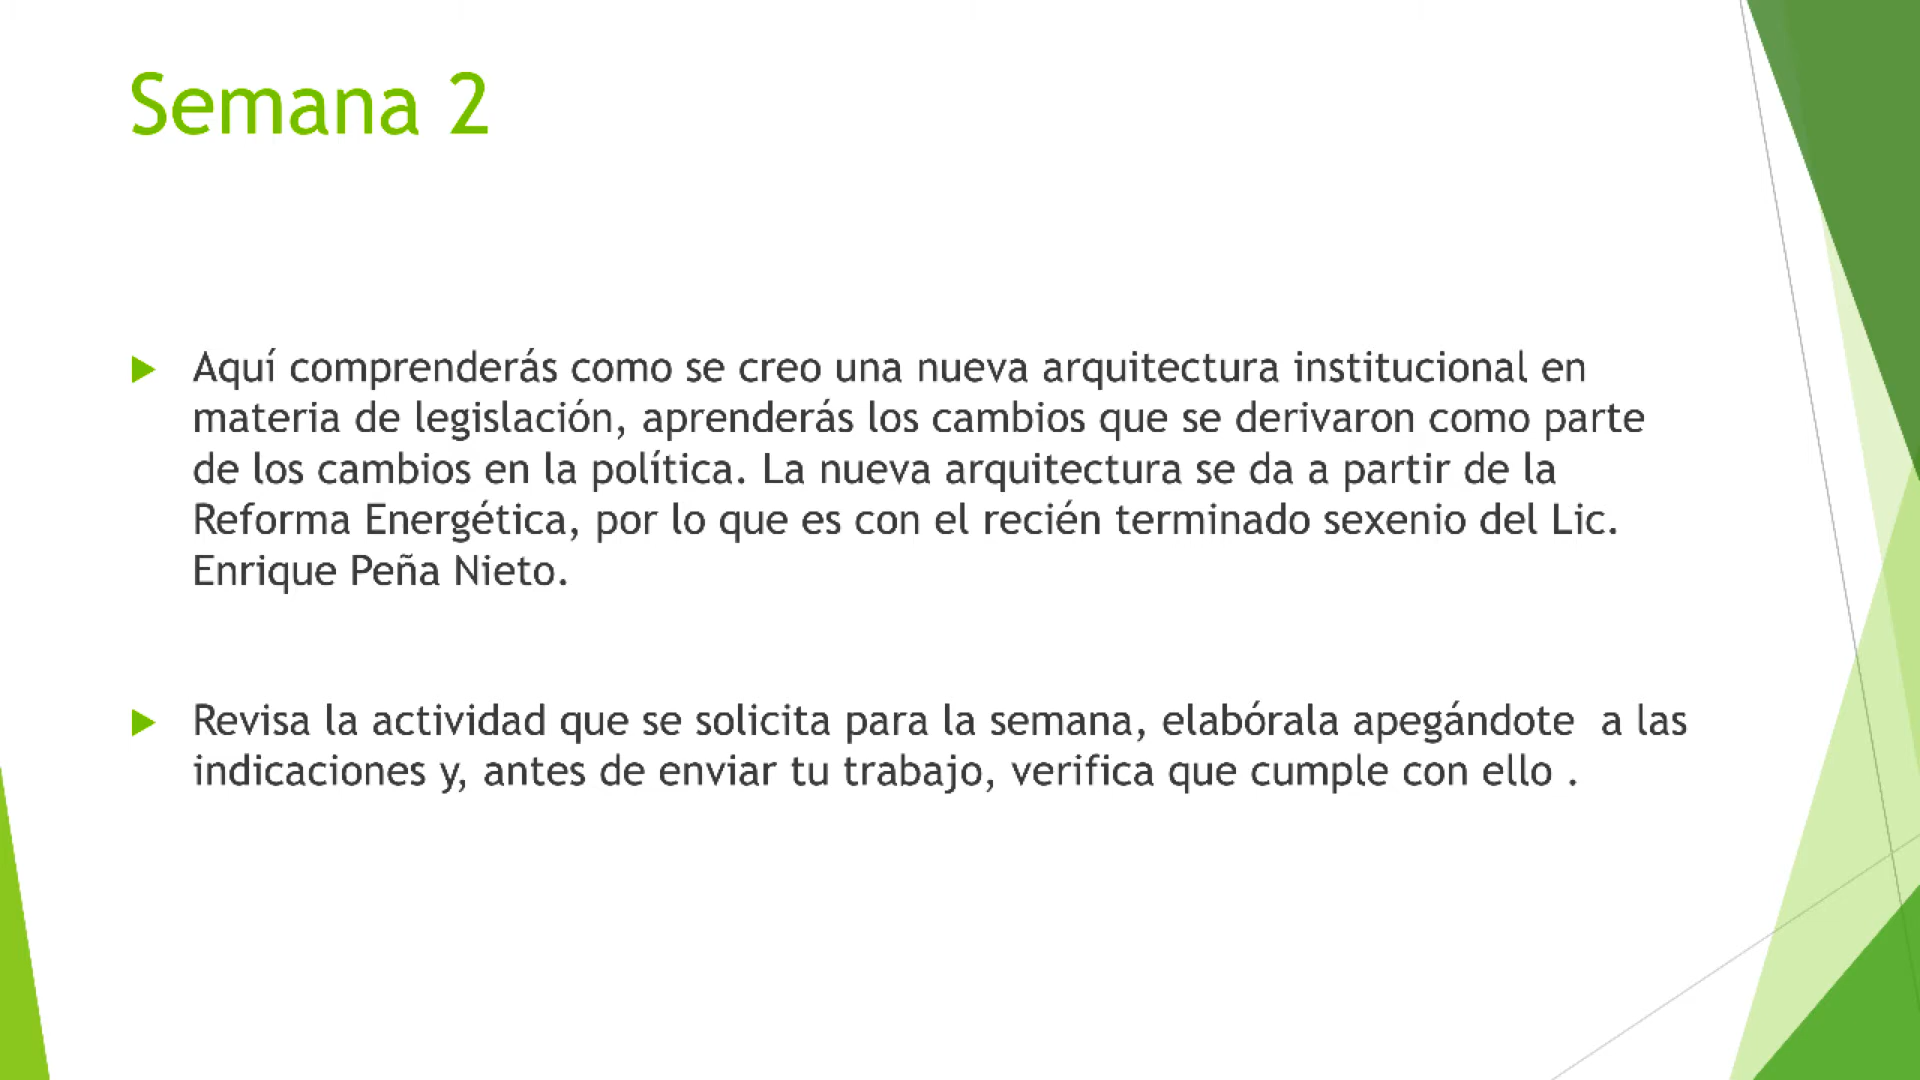 Semana 2
Aquí comprenderás como se creo una nueva arquitectura institucional en
materia de legislación, aprenderás los cambios que se derivaron como parte
de los cambios en la política. La nueva arquitectura se da a partir de la
Reforma Energética, por lo que es con el recién terminado sexenio del Lic.
Enrique Peña Nieto.
Revisa la actividad que se solicita para la semana, elabórala apegándote  a las
indicaciones y, antes de enviar tu trabajo, verifica que cumple con ello .